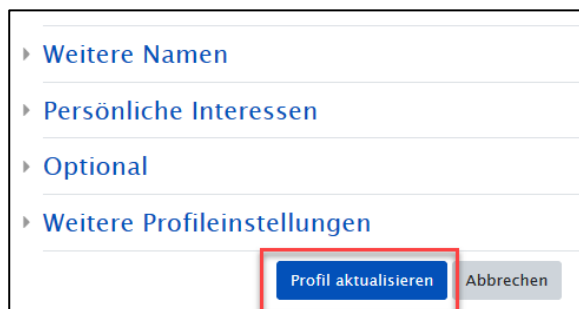 Weitere Namen
Persönliche Interessen
Optional
Weitere Profileinstellungen
Profil aktualisieren Abbrechen